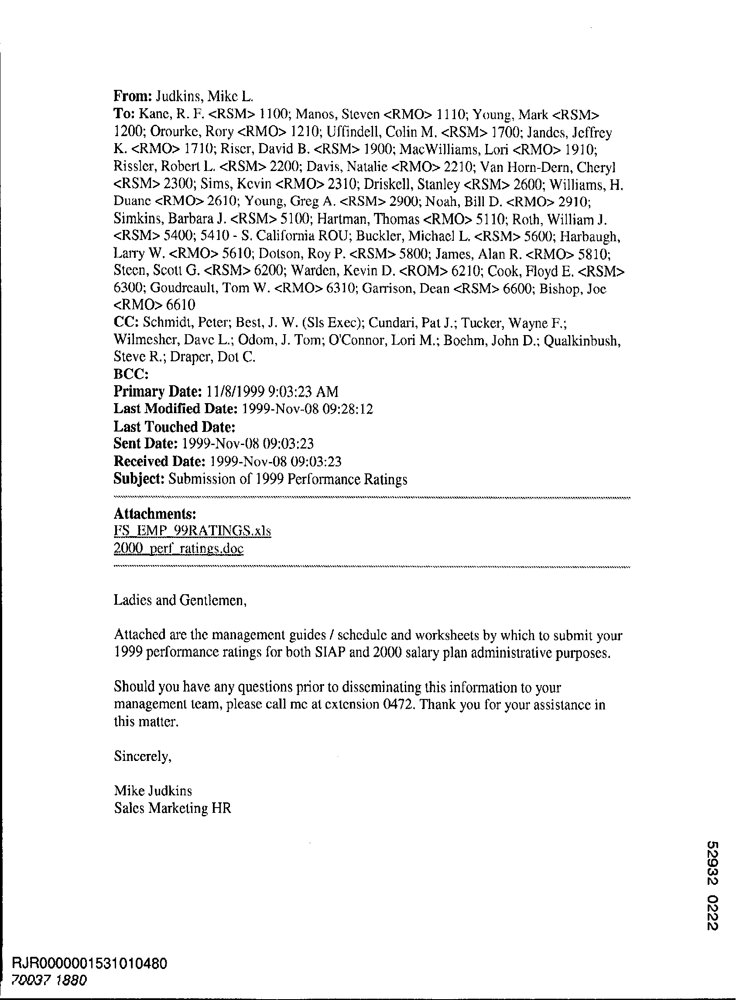 From: Judkins, Mike L.
To: Kane, R. F. <RSM> 1100; Manos, Steven <RMO> 1110; Young, Mark <RSM>
1200; Orourke, Rory <RMO> 1210; Uffindell, Colin M. <RSM> 1700; Jandes, Jeffrey
K. <RMO> 1710; Riser, David B. <RSM> 1900; MacWilliams, Lori <RMO> 1910;
Rissler, Robert L. <RSM> 2200; Davis, Natalie <RMO> 2210; Van Horn-Dern, Cheryl
<RSM> 2300; Sims, Kevin <RMO> 2310; Driskell, Stanley <RSM> 2600; Williams, H.
Duane <RMO> 2610; Young, Greg A. <RSM> 2900; Noah, Bill D. <RMO> 2910;
Simkins, Barbara J. <RSM> 5100; Hartman, Thomas <RMO> 5110; Roth, William J.
<RSM> 5400; 5410 - S. California ROU; Buckler, Michael L. <RSM> 5600; Harbaugh,
Larry W. <RMO> 5610; Dotson, Roy P. <RSM> 5800; James, Alan R. <RMO> 5810;
Steen, Scott G. <RSM> 6200; Warden, Kevin D. <ROM> 6210; Cook, Floyd E. <RSM>
6300; Goudreault, Tom W. <RMO> 6310; Garrison, Dean <RSM> 6600; Bishop, Joe
<RMO> 6610
CC: Schmidt, Peter; Best, J. W. (Sls Exec); Cundari, Pat J.; Tucker, Wayne F.;
Wilmesher, Dave L.; Odom, J. Tom; O'Connor, Lori M.; Boehm, John D.; Qualkinbush,
Steve R.; Draper, Dot C.
BCC:
Primary Date: 11/8/1999 9:03:23 AM
Last Modified Date: 1999-Nov-08 09:28:12
Last Touched Date:
Sent Date: 1999-Nov-08 09:03:23
Received Date: 1999-Nov-08 09:03:23
Subject: Submission of 1999 Performance Ratings
Attachments:
FS_EMP_99RATINGS.xls
2000_perf_ratings.doc
Ladies and Gentlemen,
Attached are the management guides / schedule and worksheets by which to submit your
1999 performance ratings for both SIAP and 2000 salary plan administrative purposes.
Should you have any questions prior to disseminating this information to your
management team, please call me at extension 0472. Thank you for your assistance in
this matter.
Sincerely,
Mike Judkins
Sales Marketing HR
52932 0222
RJR0000001531010480
70037 1880